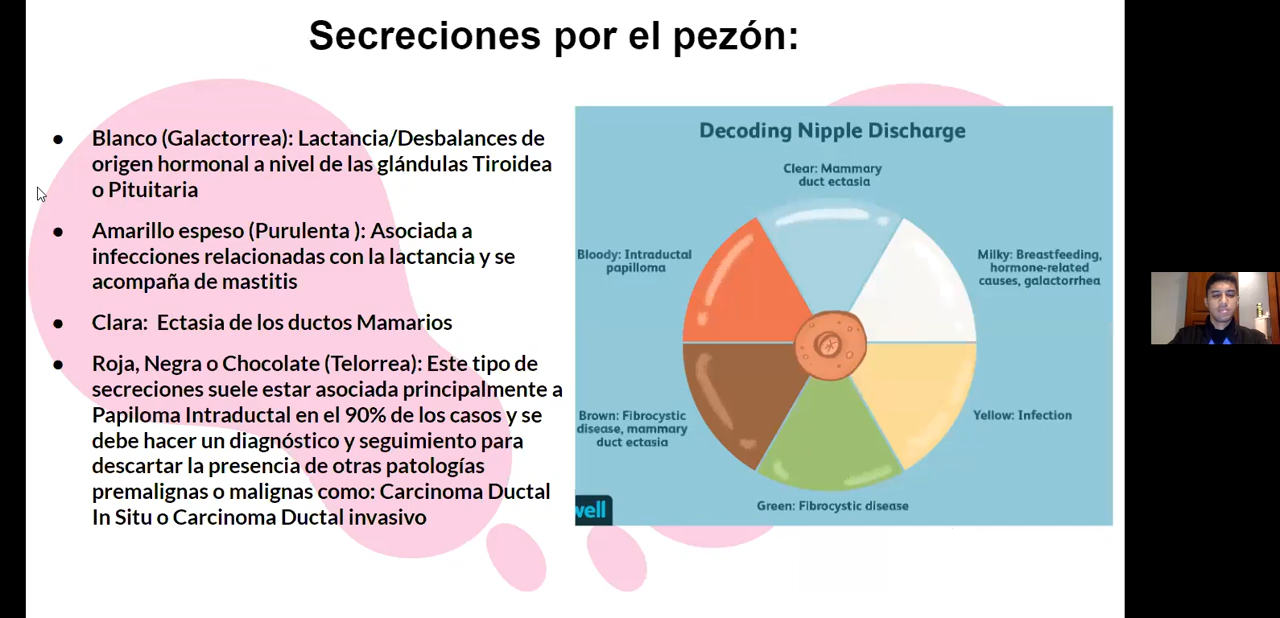 Secreciones por el pezón:
● Blanco (Galactorrea): Lactancia/Desbalances de
origen hormonal a nivel de las glándulas Tiroidea
o Pituitaria
● Amarillo espeso (Purulenta ): Asociada a
infecciones relacionadas con la lactancia y se
acompaña de mastitis
● Clara: Ectasia de los ductos Mamarios
● Roja, Negra o Chocolate (Telorrea): Este tipo de
secreciones suele estar asociada principalmente a
Papiloma Intraductal en el 90% de los casos y se
debe hacer un diagnóstico y seguimiento para
descartar la presencia de otras patologías
premalignas o malignas como: Carcinoma Ductal
In Situ o Carcinoma Ductal invasivo
Decoding Nipple Discharge
Clear: Mammary
duct ectasia
Bloody: Intraductal
papilloma
Milky: Breastfeeding,
hormone-related
causes, galactorrhea
Brown: Fibrocystic
disease, mammary
duct ectasia
Yellow: Infection
Green: Fibrocystic disease
well